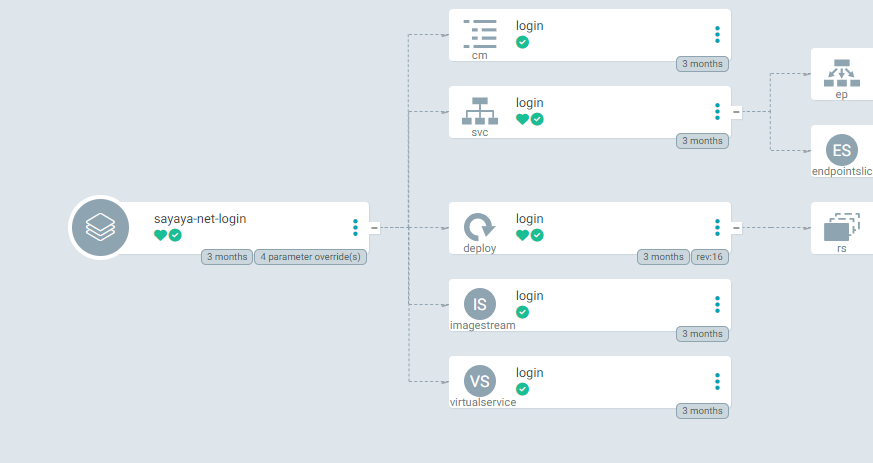 login
cm
3 months
login
svc
3 months
ep
ES
endpointslic
sayaya-net-login
3 months
4 parameter override(s)
login
deploy
3 months
rev:16
rs
IS
login
imagestream
3 months
VS
login
virtualservice
3 months